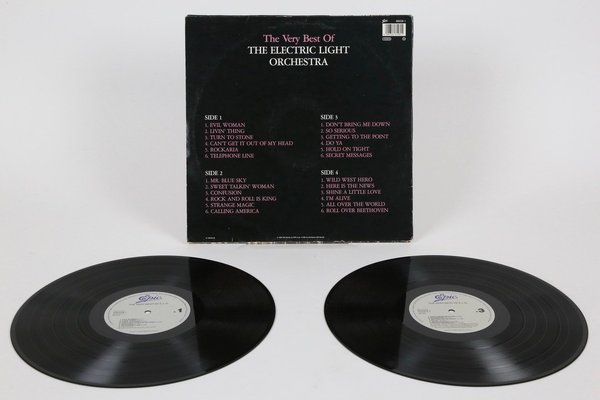 The Very Best Of
THE ELECTRIC LIGHT
ORCHESTRA
SIDE 1
1. EVIL WOMAN
2. LIVIN' THING
3. TURN TO STONE
4. CAN'T GET IT OUT OF MY HEAD
5. ROCKARIA
6. TELEPHONE LINE
SIDE 2
1. MR. BLUE SKY
2. SWEET TALKIN' WOMAN
3. CONFUSION
4. ROCK AND ROLL IS KING
5. STRANGE MAGIC
6. CALLING AMERICA
SIDE 3
1. DON'T BRING ME DOWN
2. SO SERIOUS
3. GETTING TO THE POINT
4. DO YA
5. HOLD ON TIGHT
6. SECRET MESSAGES
SIDE 4
1. WILD WEST HERO
2. HERE IS THE NEWS
3. SHINE A LITTLE LOVE
4. I'M ALIVE
5. ALL OVER THE WORLD
6. ROLL OVER BEETHOVEN
Epic
1
Epic
3